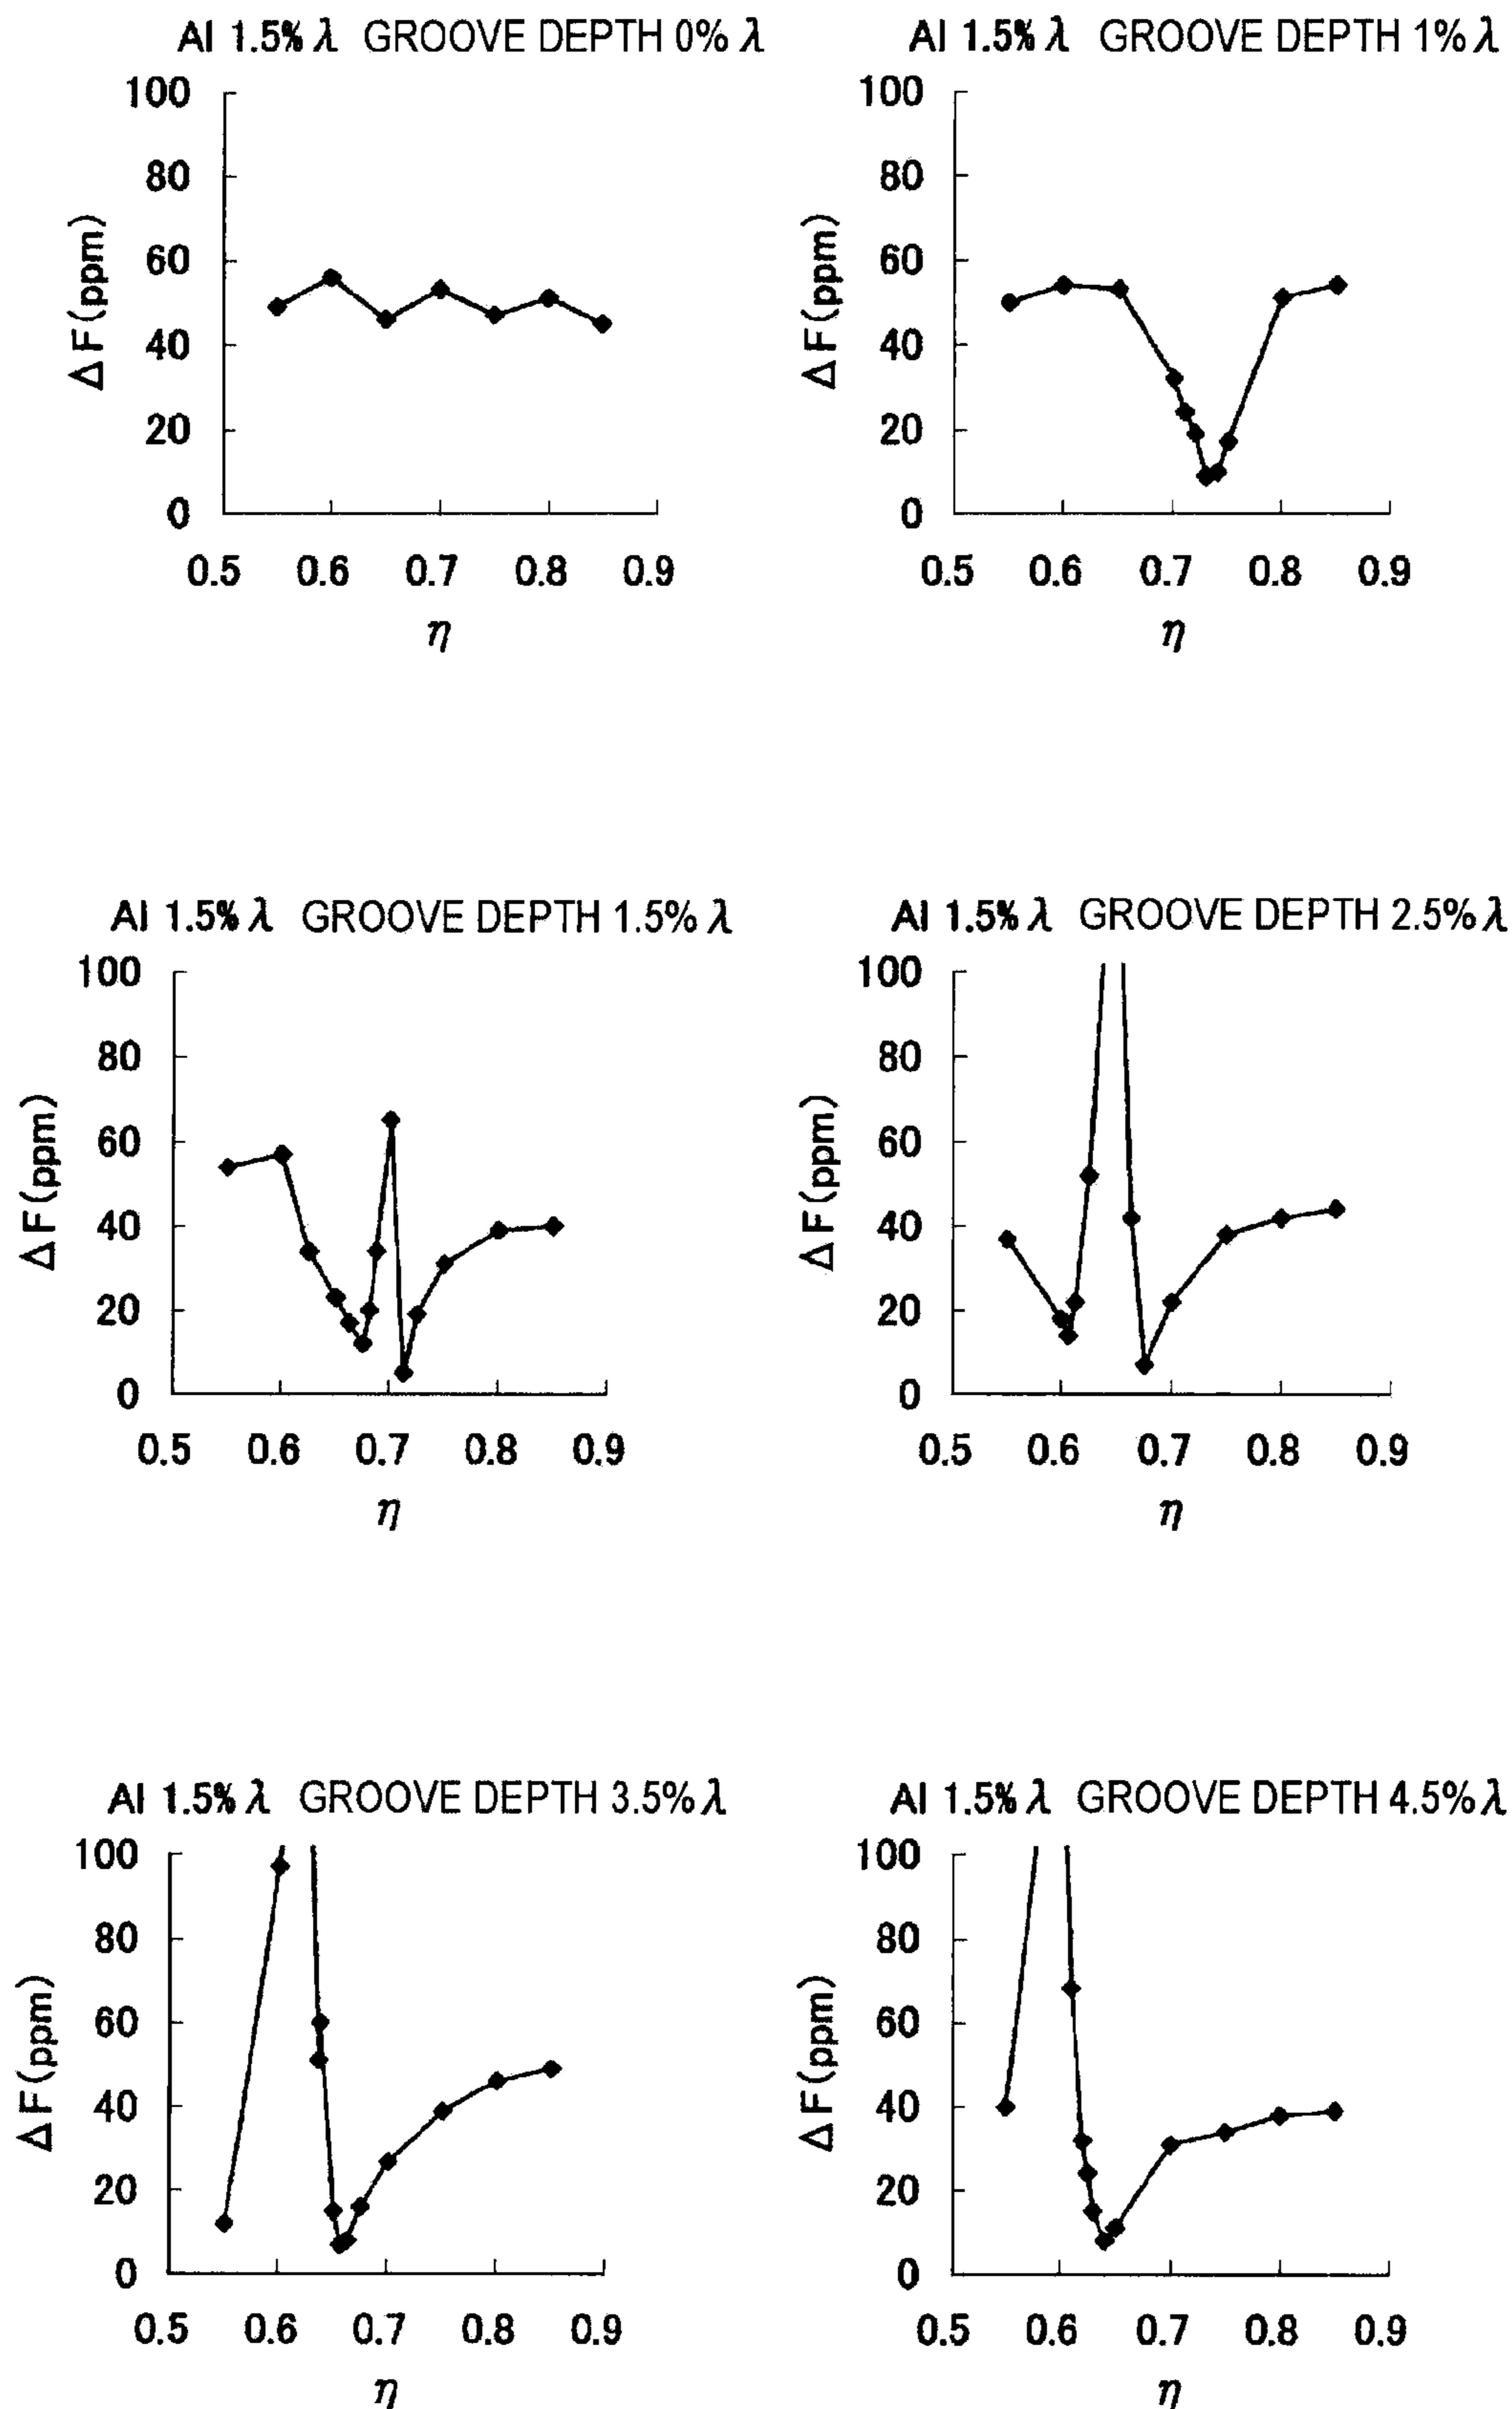 Al 1.5% λ GROOVE DEPTH 0% λ
100
80
60
40
20
0
ΔF(ppm)
0.5 0.6 0.7 0.8 0.9
η
Al 1.5% λ GROOVE DEPTH 1% λ
100
80
60
40
20
0
ΔF(ppm)
0.5 0.6 0.7 0.8 0.9
η
Al 1.5% λ GROOVE DEPTH 1.5% λ
100
80
60
40
20
0
ΔF(ppm)
0.5 0.6 0.7 0.8 0.9
η
Al 1.5% λ GROOVE DEPTH 2.5% λ
100
80
60
40
20
0
ΔF(ppm)
0.5 0.6 0.7 0.8 0.9
η
Al 1.5% λ GROOVE DEPTH 3.5% λ
100
80
60
40
20
0
ΔF(ppm)
0.5 0.6 0.7 0.8 0.9
η
Al 1.5% λ GROOVE DEPTH 4.5% λ
100
80
60
40
20
0
ΔF(ppm)
0.5 0.6 0.7 0.8 0.9
η